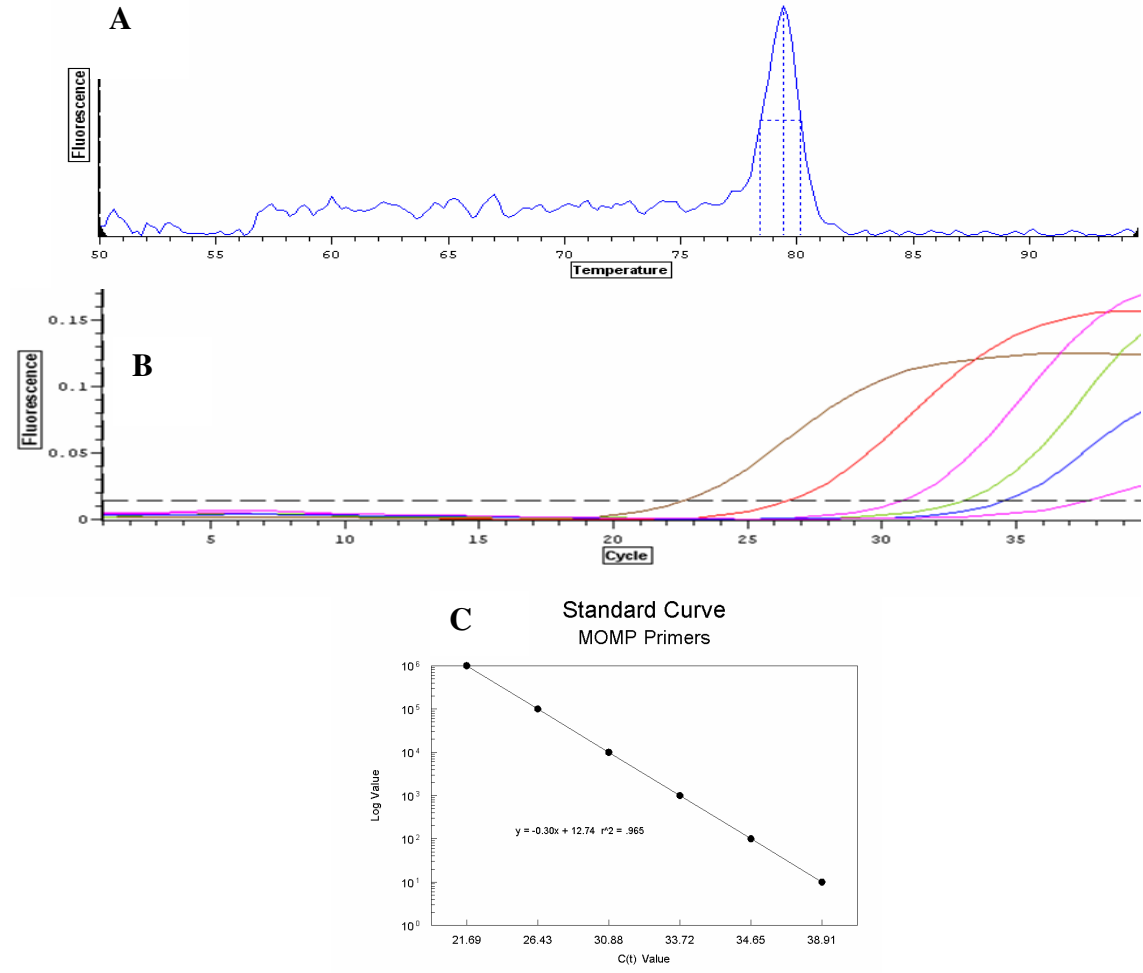 A
Fluorescence
50 55 60 65 70 75 80 85 90
Temperature
B
Fluorescence
0.15
0.1
0.05
0
5 10 15 20 25 30 35
Cycle
C
Standard Curve
MOMP Primers
Log Value
10^6
10^5
10^4
10^3
10^2
10^1
10^0
y = -0.30x + 12.74 r^2 = .965
21.69 26.43 30.88 33.72 34.65 38.91
C(t) Value